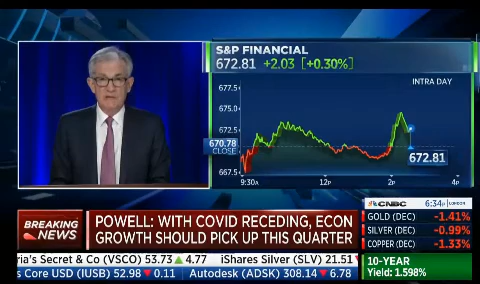 S&P FINANCIAL
672.81 +2.03 [+0.30%]
INTRA DAY
677.5
675.0
672.5
670.78
CLOSE
667.5
672.81
9:30A 12P 2P 4P
CNBC 6:34P LONDON
GOLD (DEC) -1.41%
SILVER (DEC) -0.99%
COPPER (DEC) -1.33%
BREAKING
NEWS
POWELL: WITH COVID RECEDING, ECON
GROWTH SHOULD PICK UP THIS QUARTER
10-YEAR
Yield: 1.598%
ria's Secret & Co (VSCO) 53.73 ▲ 4.77 iShares Silver (SLV) 21.51
s Core USD (IUSB) 52.98 ▼ 0.11 Autodesk (ADSK) 308.14 ▼ 6.78